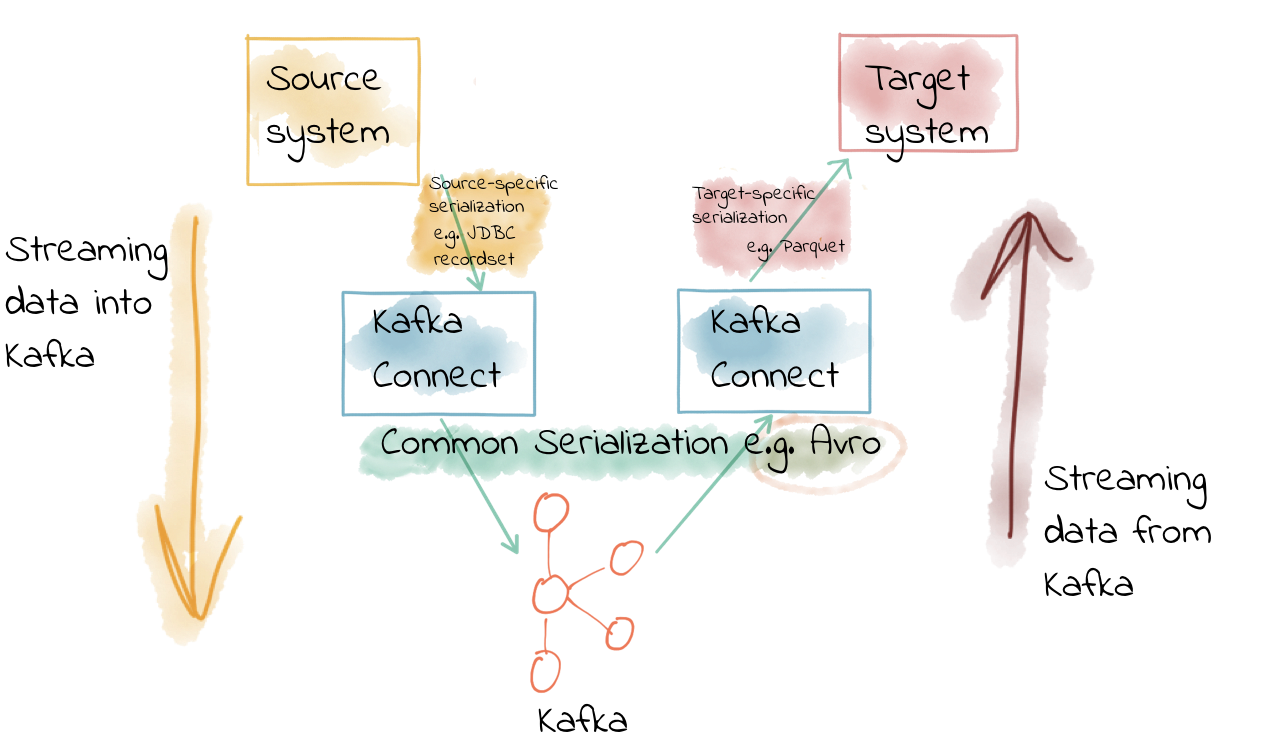 Source
system
Target
system
Source-specific
serialization
e.g. JDBC
recordset
Target-specific
serialization
e.g. Parquet
Streaming
data into
Kafka
Kafka
Connect
Kafka
Connect
Common Serialization e.g. Avro
Streaming
data from
Kafka
Kafka